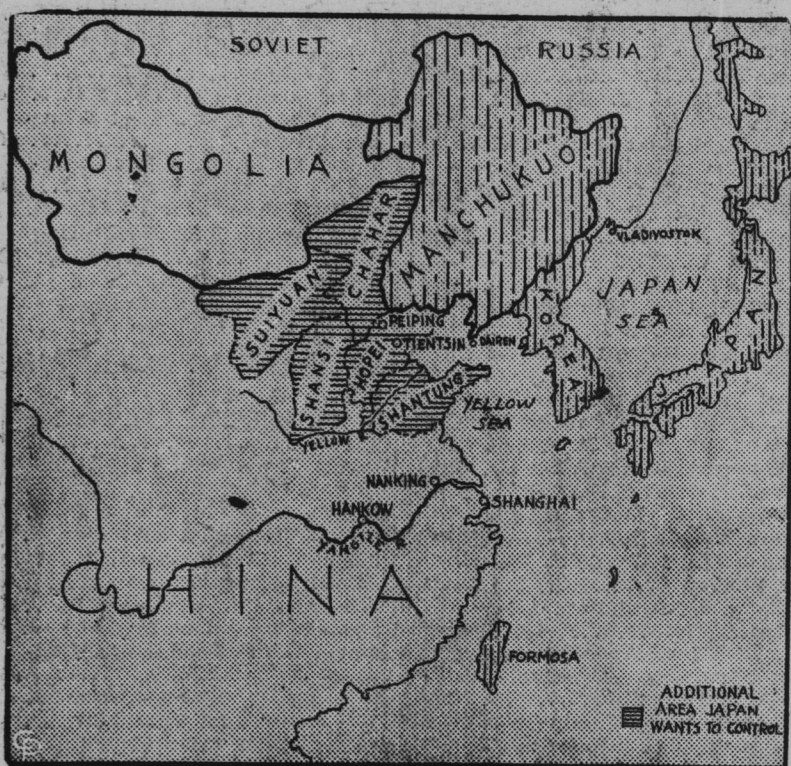 SOVIET RUSSIA
MONGOLIA
MANCHUKUO
CHAHAR
SUIYUAN
SHANSI
HOPEI
SHANTUNG
PEIPING
TIENTSIN
DAIREN
VLADIVOSTOK
KOREA
JAPAN
SEA
JAPAN
YELLOW
SEA
YELLOW R.
NANKING
SHANGHAI
HANKOW
YANGTZE R.
CHINA
FORMOSA
ADDITIONAL
AREA JAPAN
WANTS TO CONTROL
CP